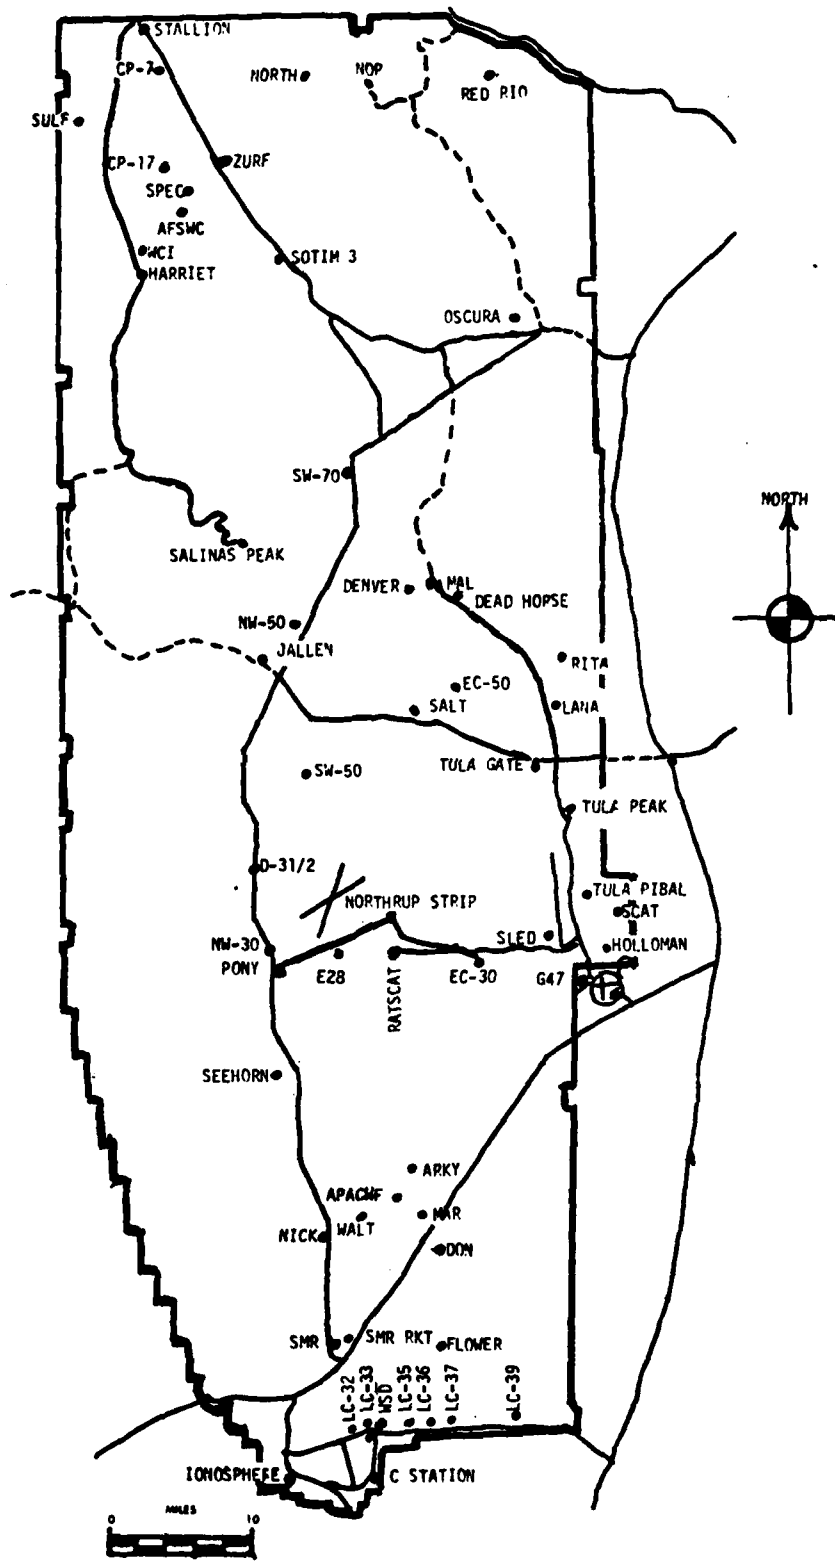 STALLION
CP-7
NORTH
NOP
RED RIO
SULF
CP-17
ZURF
SPEC
AFSWC
WCI
HARRIET
SOTIM 3
OSCURA
SW-70
NORTH
SALINAS PEAK
DENVER
MAL
DEAD HORSE
NW-50
JALLEN
RITA
EC-50
SALT
LANA
SW-50
TULA GATE
TULA PEAK
D-31/2
TULA PIBAL
NORTHRUP STRIP
SCAT
SLED
NW-30
HOLLOMAN
PONY
E28
RATSCAT
EC-30
G47
SEEHORN
ARKY
APACHE
MAR
NICK
WALT
DON
SMR
SMR RKT
FLOWER
LC-32
LC-33
WSD
LC-35
LC-36
LC-37
LC-39
IONOSPHERE
C STATION
MILES
0 10